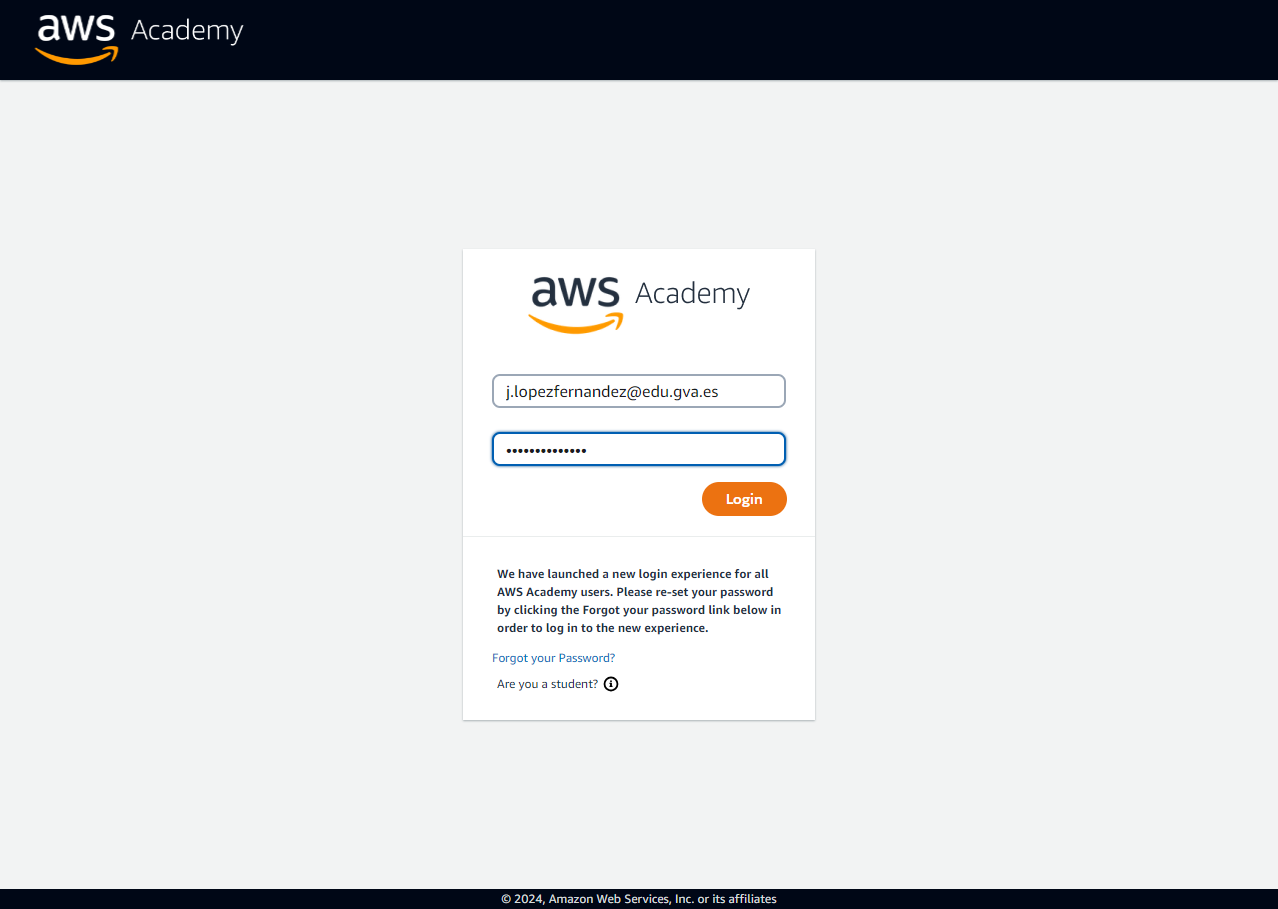 aws Academy
aws Academy
j.lopezfernandez@edu.gva.es
••••••••••••••
Login
We have launched a new login experience for all
AWS Academy users. Please re-set your password
by clicking the Forgot your password link below in
order to log in to the new experience.
Forgot your Password?
Are you a student?
© 2024, Amazon Web Services, Inc. or its affiliates